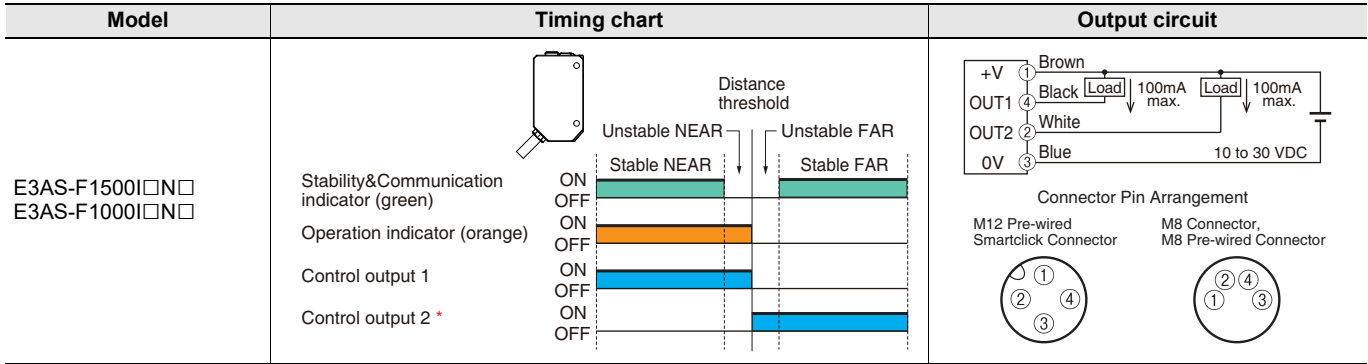 Model
Timing chart
Output circuit
E3AS-F1500I□N□
E3AS-F1000I□N□
Distance
threshold
Unstable NEAR
Unstable FAR
Stable NEAR
Stable FAR
Stability&Communication
indicator (green)
ON
OFF
Operation indicator (orange)
ON
OFF
Control output 1
ON
OFF
Control output 2 *
ON
OFF
+V ① Brown
OUT1 ④ Black
OUT2 ② White
0V ③ Blue
Load
100mA
max.
Load
100mA
max.
10 to 30 VDC
Connector Pin Arrangement
M12 Pre-wired
Smartclick Connector
① ② ④ ③
M8 Connector,
M8 Pre-wired Connector
② ④ ① ③